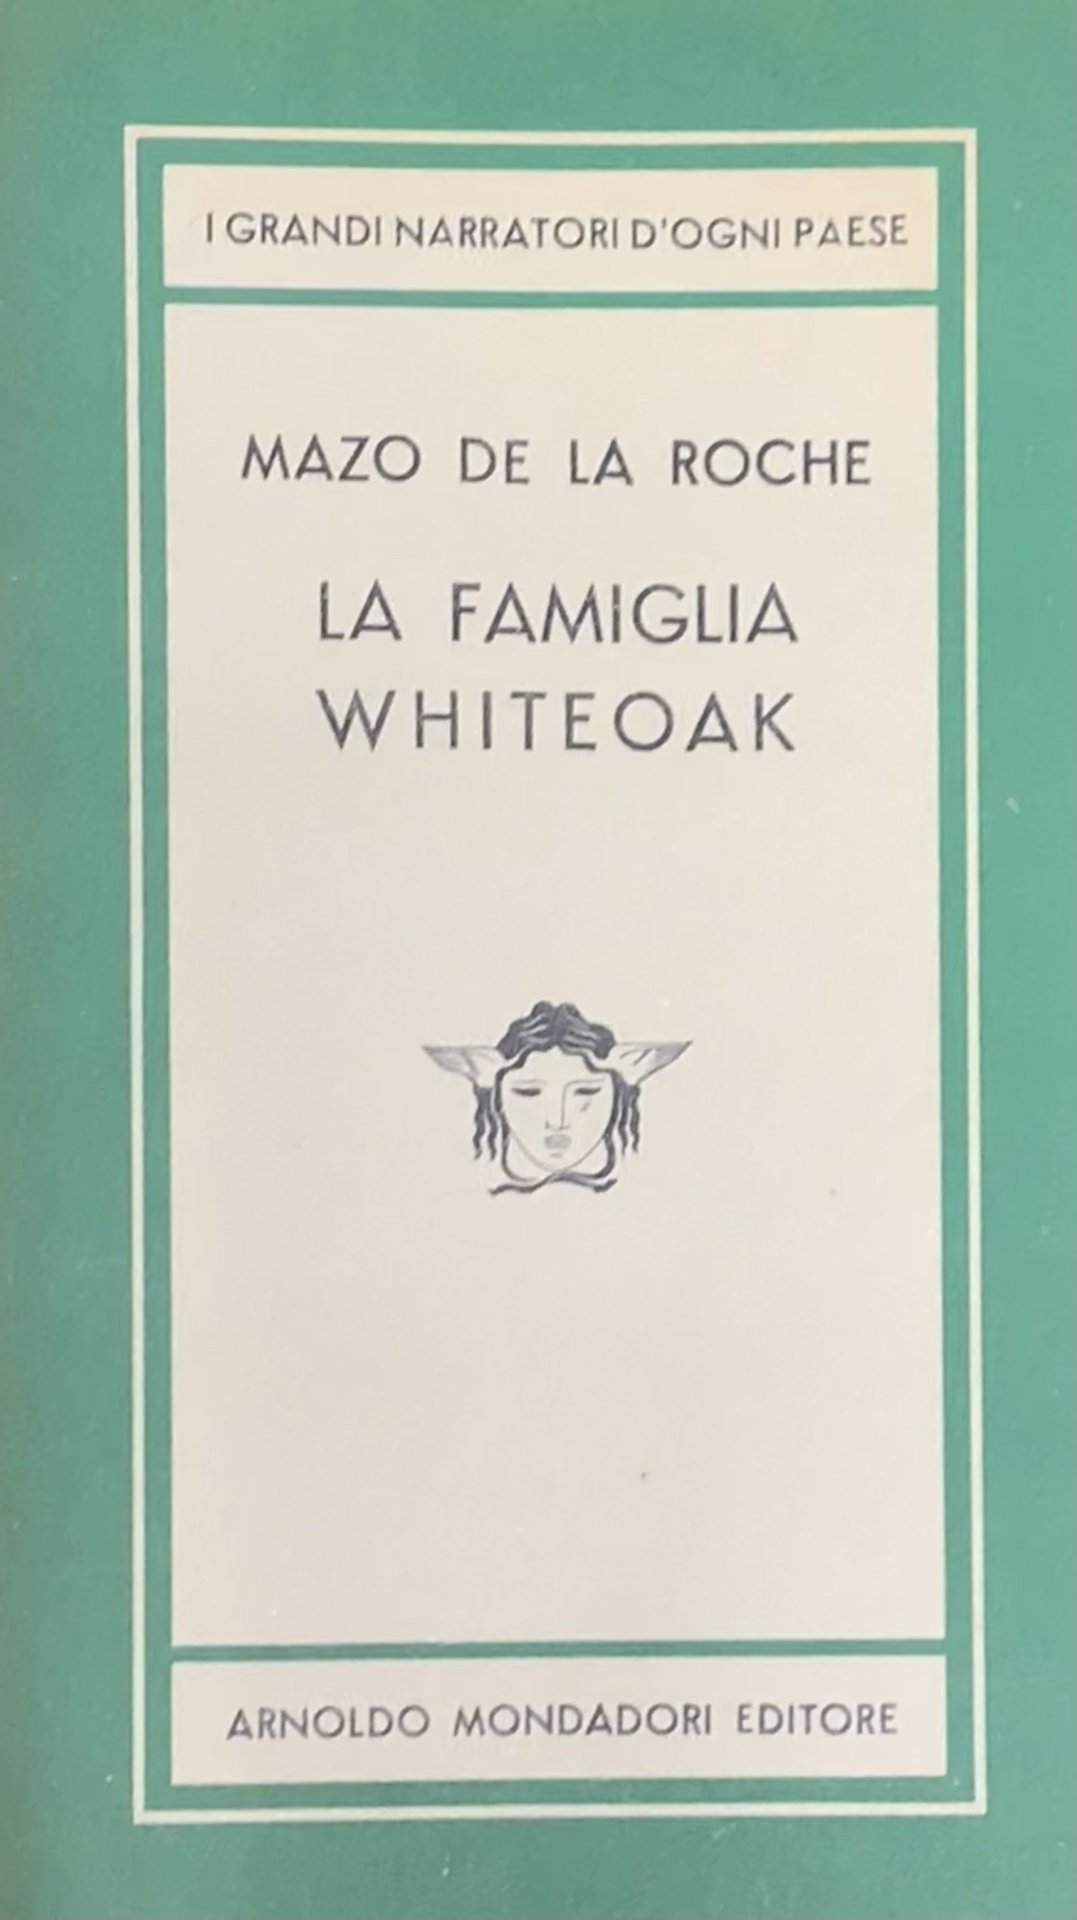 I GRANDI NARRATORI D'OGNI PAESE
MAZO DE LA ROCHE
LA FAMIGLIA
WHITEOAK
ARNOLDO MONDADORI EDITORE